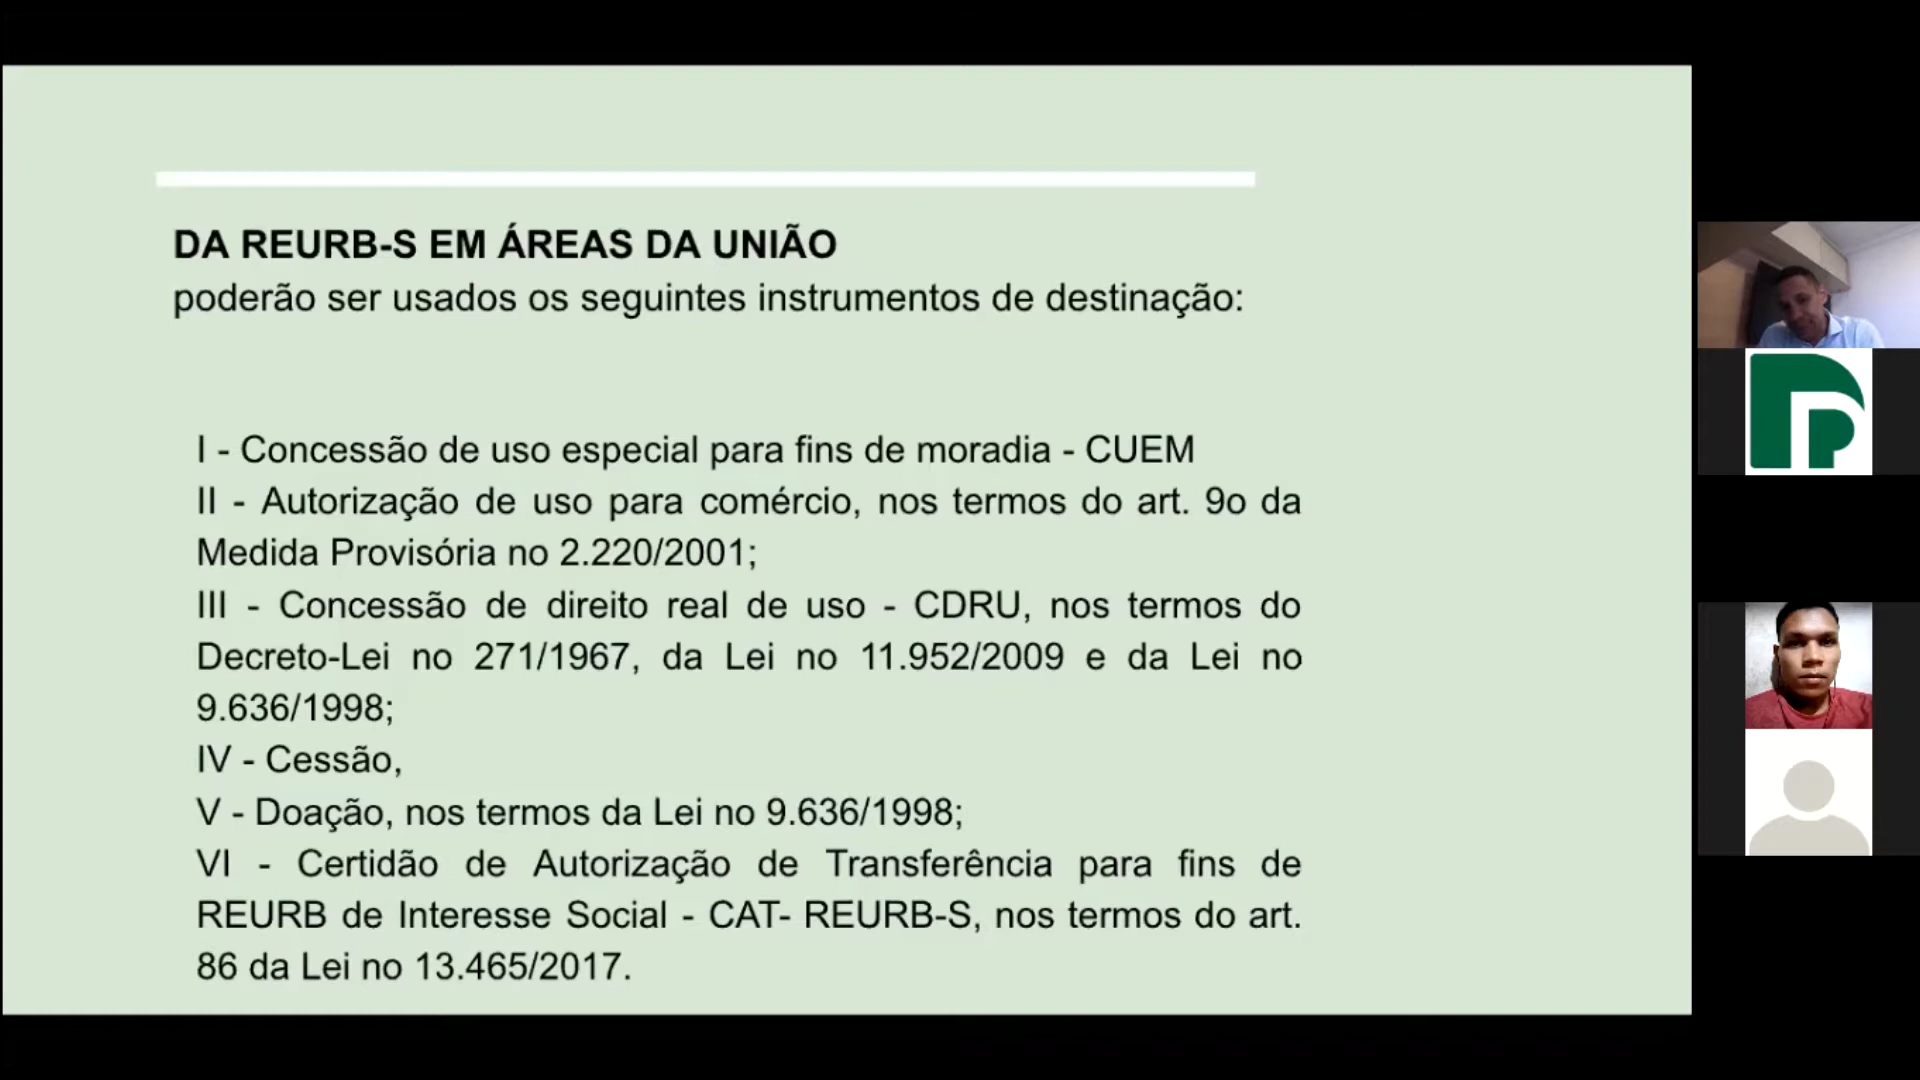 DA REURB-S EM ÁREAS DA UNIÃO
poderão ser usados os seguintes instrumentos de destinação:
I - Concessão de uso especial para fins de moradia - CUEM
II - Autorização de uso para comércio, nos termos do art. 9o da
Medida Provisória no 2.220/2001;
III - Concessão de direito real de uso - CDRU, nos termos do
Decreto-Lei no 271/1967, da Lei no 11.952/2009 e da Lei no
9.636/1998;
IV - Cessão,
V - Doação, nos termos da Lei no 9.636/1998;
VI - Certidão de Autorização de Transferência para fins de
REURB de Interesse Social - CAT- REURB-S, nos termos do art.
86 da Lei no 13.465/2017.